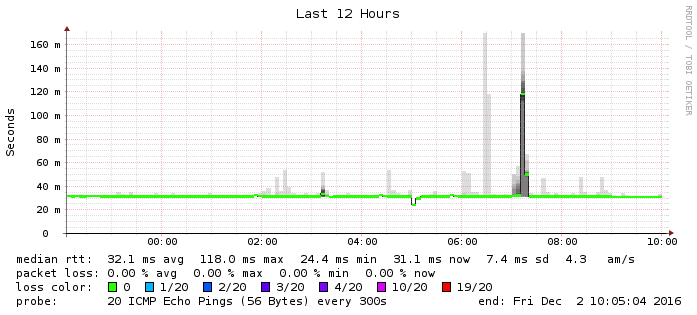 Last 12 Hours
RRDTOOL / TOBI OETIKER
Seconds
160 m
140 m
120 m
100 m
80 m
60 m
40 m
20 m
0
00:00 02:00 04:00 06:00 08:00 10:00
median rtt: 32.1 ms avg 118.0 ms max 24.4 ms min 31.1 ms now 7.4 ms sd 4.3 am/s
packet loss: 0.00 % avg 0.00 % max 0.00 % min 0.00 % now
loss color: 0 1/20 2/20 3/20 4/20 10/20 19/20
probe: 20 ICMP Echo Pings (56 Bytes) every 300s end: Fri Dec 2 10:05:04 2016